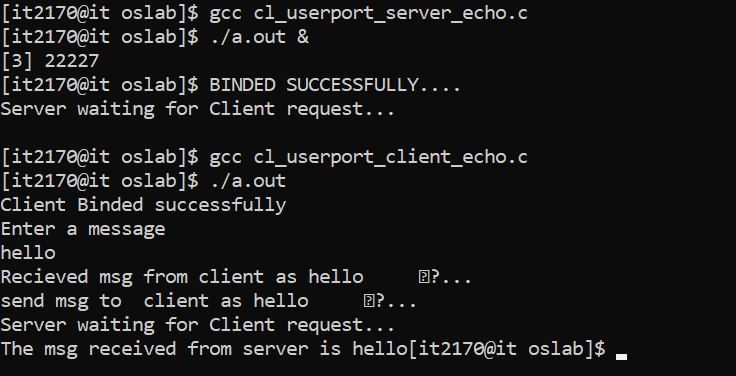 [it2170@it oslab]$ gcc cl_userport_server_echo.c
[it2170@it oslab]$ ./a.out &
[3] 22227
[it2170@it oslab]$ BINDED SUCCESSFULLY....
Server waiting for Client request...
[it2170@it oslab]$ gcc cl_userport_client_echo.c
[it2170@it oslab]$ ./a.out
Client Binded successfully
Enter a message
hello
Recieved msg from client as hello     �?...
send msg to  client as hello     �?...
Server waiting for Client request...
The msg received from server is hello[it2170@it oslab]$